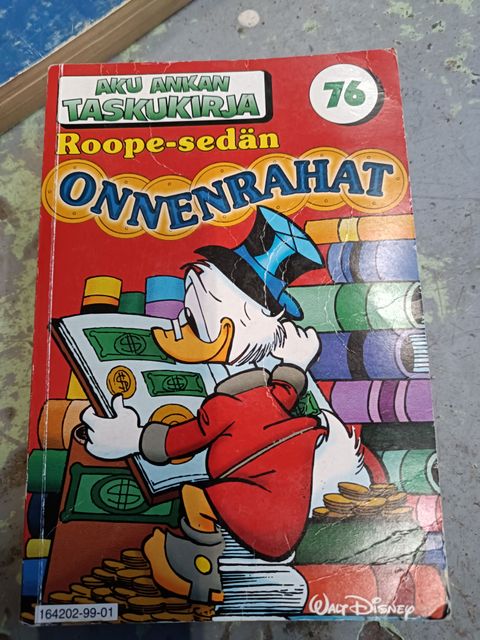 AKU ANKAN
TASKUKIRJA
76
Roope-sedän
ONNENRAHAT
164202-99-01
WALT DISNEY